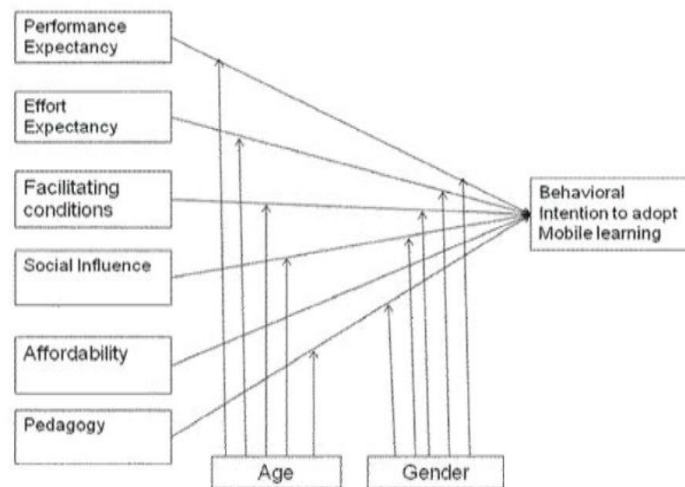 Performance
Expectancy
Effort
Expectancy
Facilitating
conditions
Social Influence
Affordability
Pedagogy
Behavioral
Intention to adopt
Mobile learning
Age
Gender